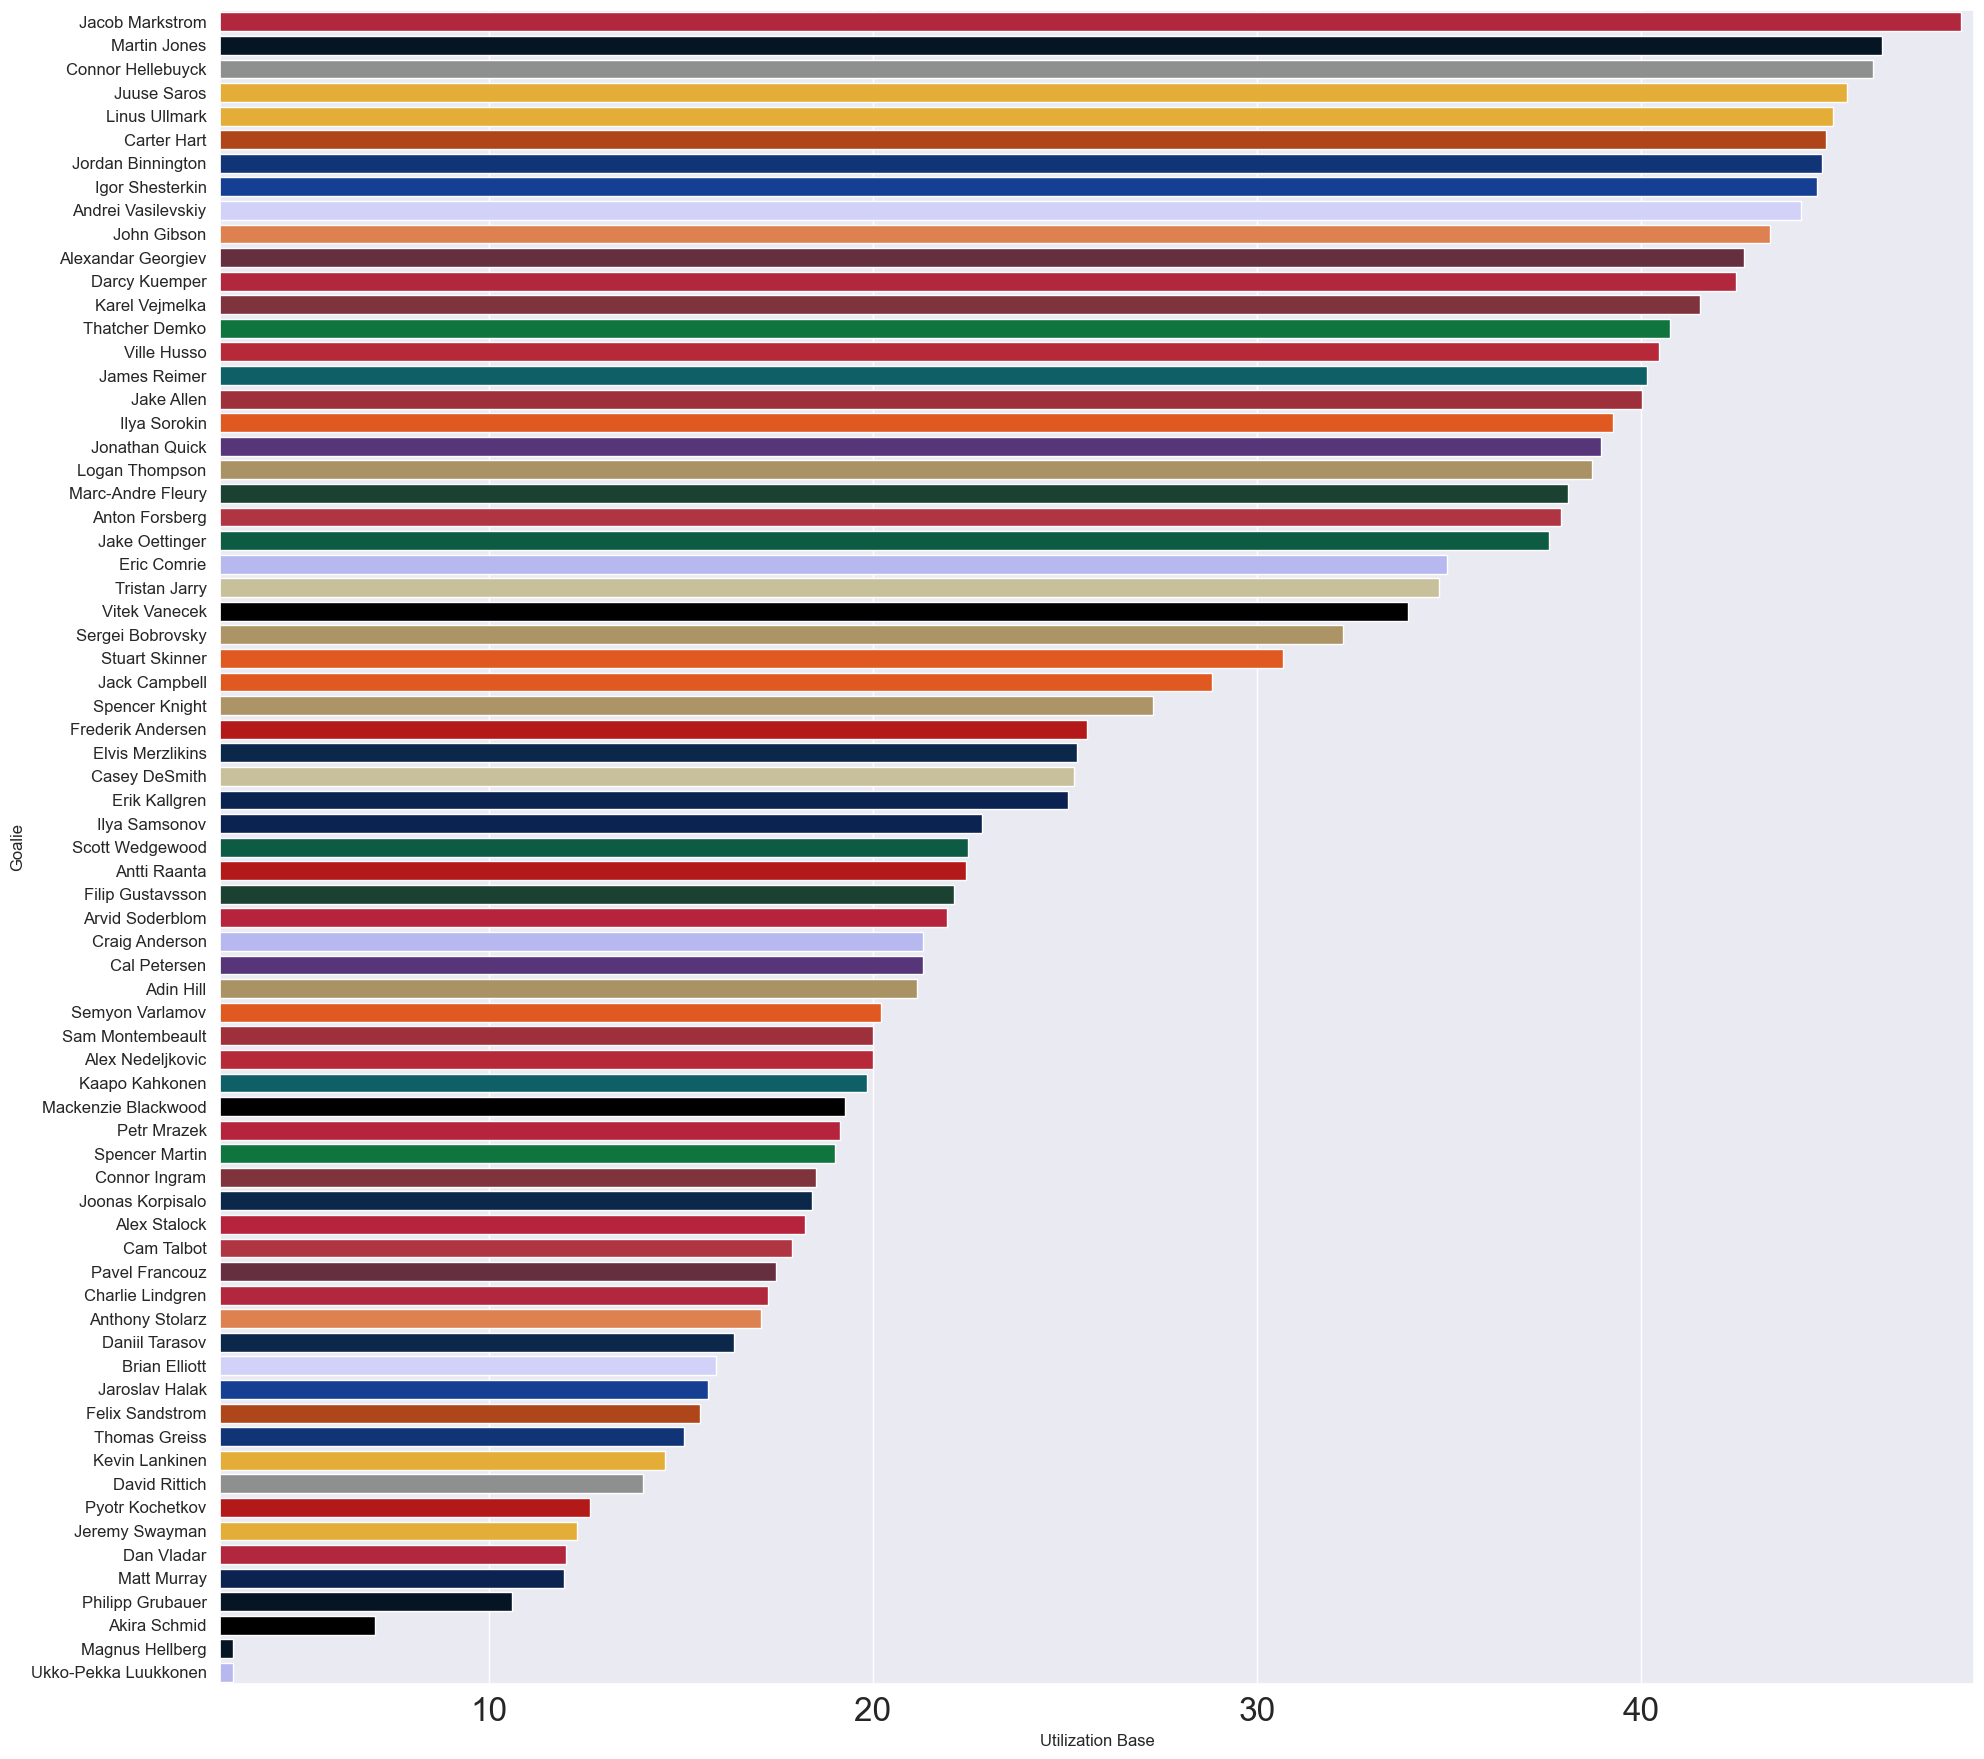 Jacob Markstrom
Martin Jones
Connor Hellebuyck
Juuse Saros
Linus Ullmark
Carter Hart
Jordan Binnington
Igor Shesterkin
Andrei Vasilevskiy
John Gibson
Alexandar Georgiev
Darcy Kuemper
Karel Vejmelka
Thatcher Demko
Ville Husso
James Reimer
Jake Allen
Ilya Sorokin
Jonathan Quick
Logan Thompson
Marc-Andre Fleury
Anton Forsberg
Jake Oettinger
Eric Comrie
Tristan Jarry
Vitek Vanecek
Sergei Bobrovsky
Stuart Skinner
Jack Campbell
Spencer Knight
Frederik Andersen
Elvis Merzlikins
Casey DeSmith
Erik Kallgren
Ilya Samsonov
Scott Wedgewood
Antti Raanta
Filip Gustavsson
Arvid Soderblom
Craig Anderson
Cal Petersen
Adin Hill
Semyon Varlamov
Sam Montembeault
Alex Nedeljkovic
Kaapo Kahkonen
Mackenzie Blackwood
Petr Mrazek
Spencer Martin
Connor Ingram
Joonas Korpisalo
Alex Stalock
Cam Talbot
Pavel Francouz
Charlie Lindgren
Anthony Stolarz
Daniil Tarasov
Brian Elliott
Jaroslav Halak
Felix Sandstrom
Thomas Greiss
Kevin Lankinen
David Rittich
Pyotr Kochetkov
Jeremy Swayman
Dan Vladar
Matt Murray
Philipp Grubauer
Akira Schmid
Magnus Hellberg
Ukko-Pekka Luukkonen
Goalie
10 20 30 40
Utilization Base